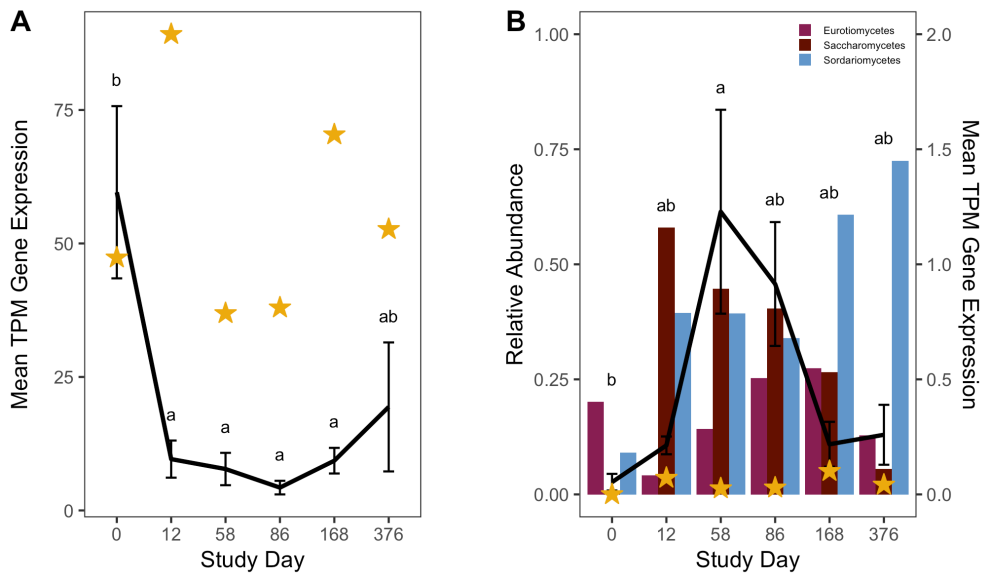 A
Mean TPM Gene Expression
75
50
25
0
b
a
a
a
a
ab
0 12 58 86 168 376
Study Day
B
Relative Abundance
1.00
0.75
0.50
0.25
0.00
Eurotiomycetes
Saccharomycetes
Sordariomycetes
b
ab
a
ab
ab
ab
2.0
1.5
1.0
0.5
0.0
Mean TPM Gene Expression
0 12 58 86 168 376
Study Day